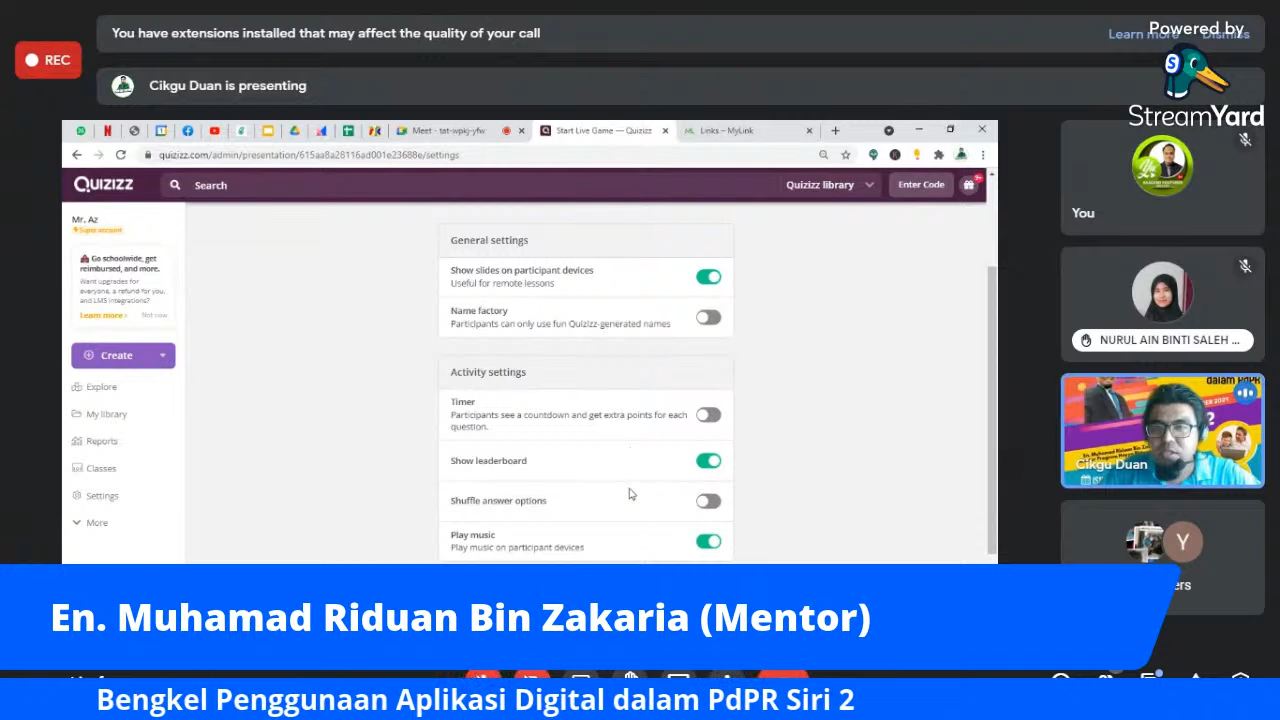 You have extensions installed that may affect the quality of your call
Learn more
Dismiss
Powered by
StreamYard
REC
Cikgu Duan is presenting
Meet - tat-wpkj-yfw
Start Live Game — Quizizz
Links – MyLink
quizizz.com/admin/presentation/615aa8a28116ad001e23688e/settings
QUIZIZZ
Search
Quizizz library
Enter Code
Mr. Az
Super account
Go schoolwide, get
reimbursed, and more.
Want upgrades for
everyone, a refund for you,
and LMS integrations?
Learn more
Not now
Create
Explore
My library
Reports
Classes
Settings
More
General settings
Show slides on participant devices
Useful for remote lessons
Name factory
Participants can only use fun Quizizz-generated names
Activity settings
Timer
Participants see a countdown and get extra points for each
question.
Show leaderboard
Shuffle answer options
Play music
Play music on participant devices
You
NURUL AIN BINTI SALEH ...
dalam PdPR
Cikgu Duan
Y
En. Muhamad Riduan Bin Zakaria (Mentor)
Bengkel Penggunaan Aplikasi Digital dalam PdPR Siri 2